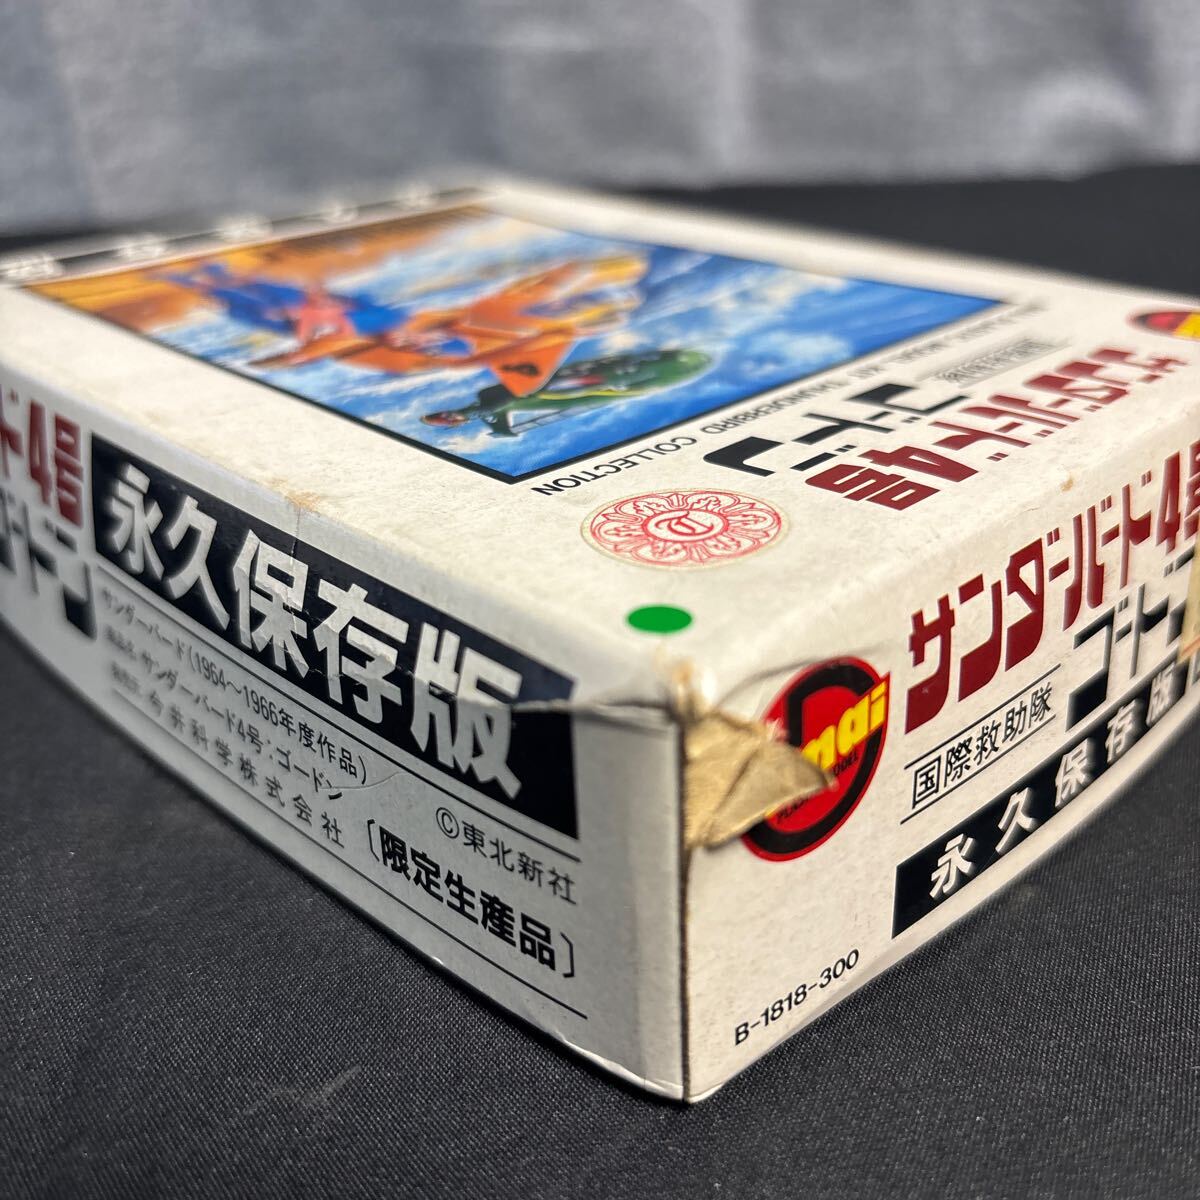 THUNDERBIRD COLLECTION
サンダーバード4号
ゴードン
T
ド4号
ゴードン
永久保存版
サンダーバード(1964〜1966年度作品)
商品名 サンダーバード4号:ゴードン
発売元 今井科学株式会社
©東北新社
〔限定生産品〕
サンダーバード4号
国際救助隊
ゴード
永久保存版
B-1818-300